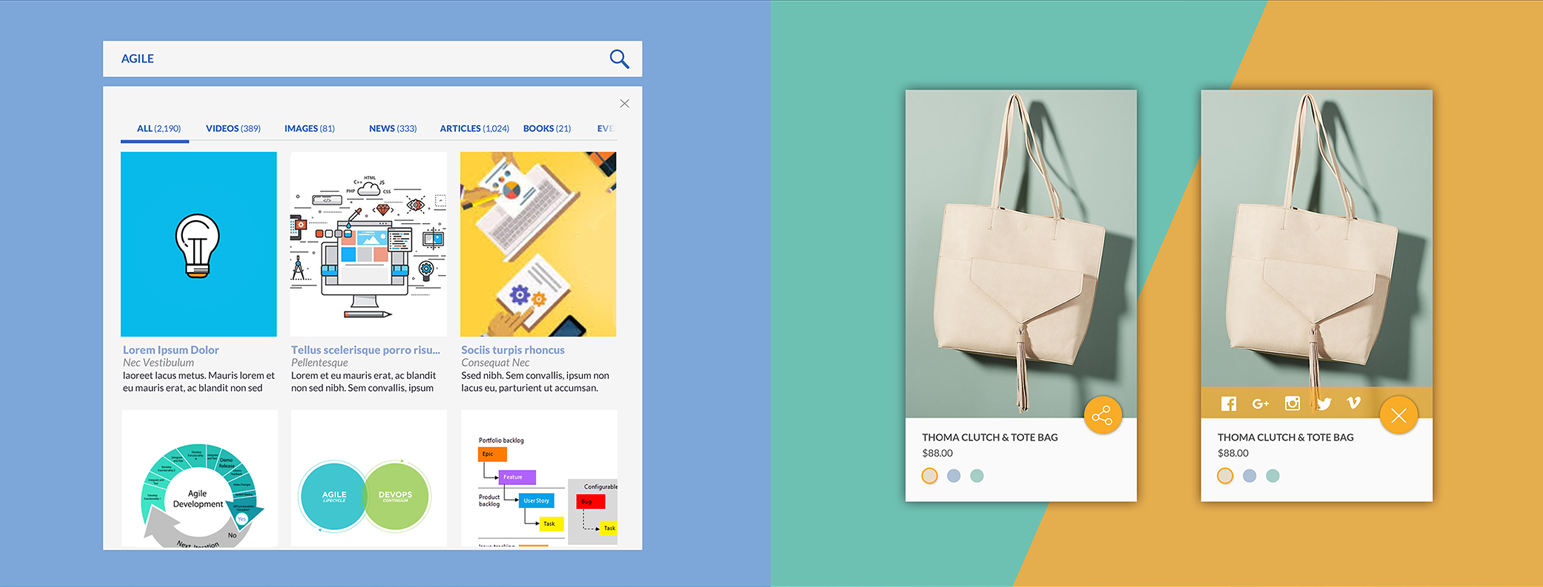 AGILE
ALL (2,190) VIDEOS (389) IMAGES (81) NEWS (333) ARTICLES (1,024) BOOKS (21) EVE
C++ HTML JS
PHP CSS
Lorem Ipsum Dolor
Nec Vestibulum
laoreet lacus metus. Mauris lorem et
eu mauris erat, ac blandit non sed
Tellus scelerisque porro risu...
Pellentesque
Lorem et eu mauris erat, ac blandit
non sed nibh. Sem convallis, ipsum
Sociis turpis rhoncus
Consequat Nec
Ssed nibh. Sem convallis, ipsum non
lacus eu, parturient ut accumsan.
Agile
Development
Yes
No
Next Iteration
AGILE
LIFECYCLE
DEVOPS
CONTINUUM
Portfolio backlog
Epic
Feature
Product
backlog
User Story
Task
Configurable
Bug
Task
THOMA CLUTCH & TOTE BAG
$88.00
THOMA CLUTCH & TOTE BAG
$88.00